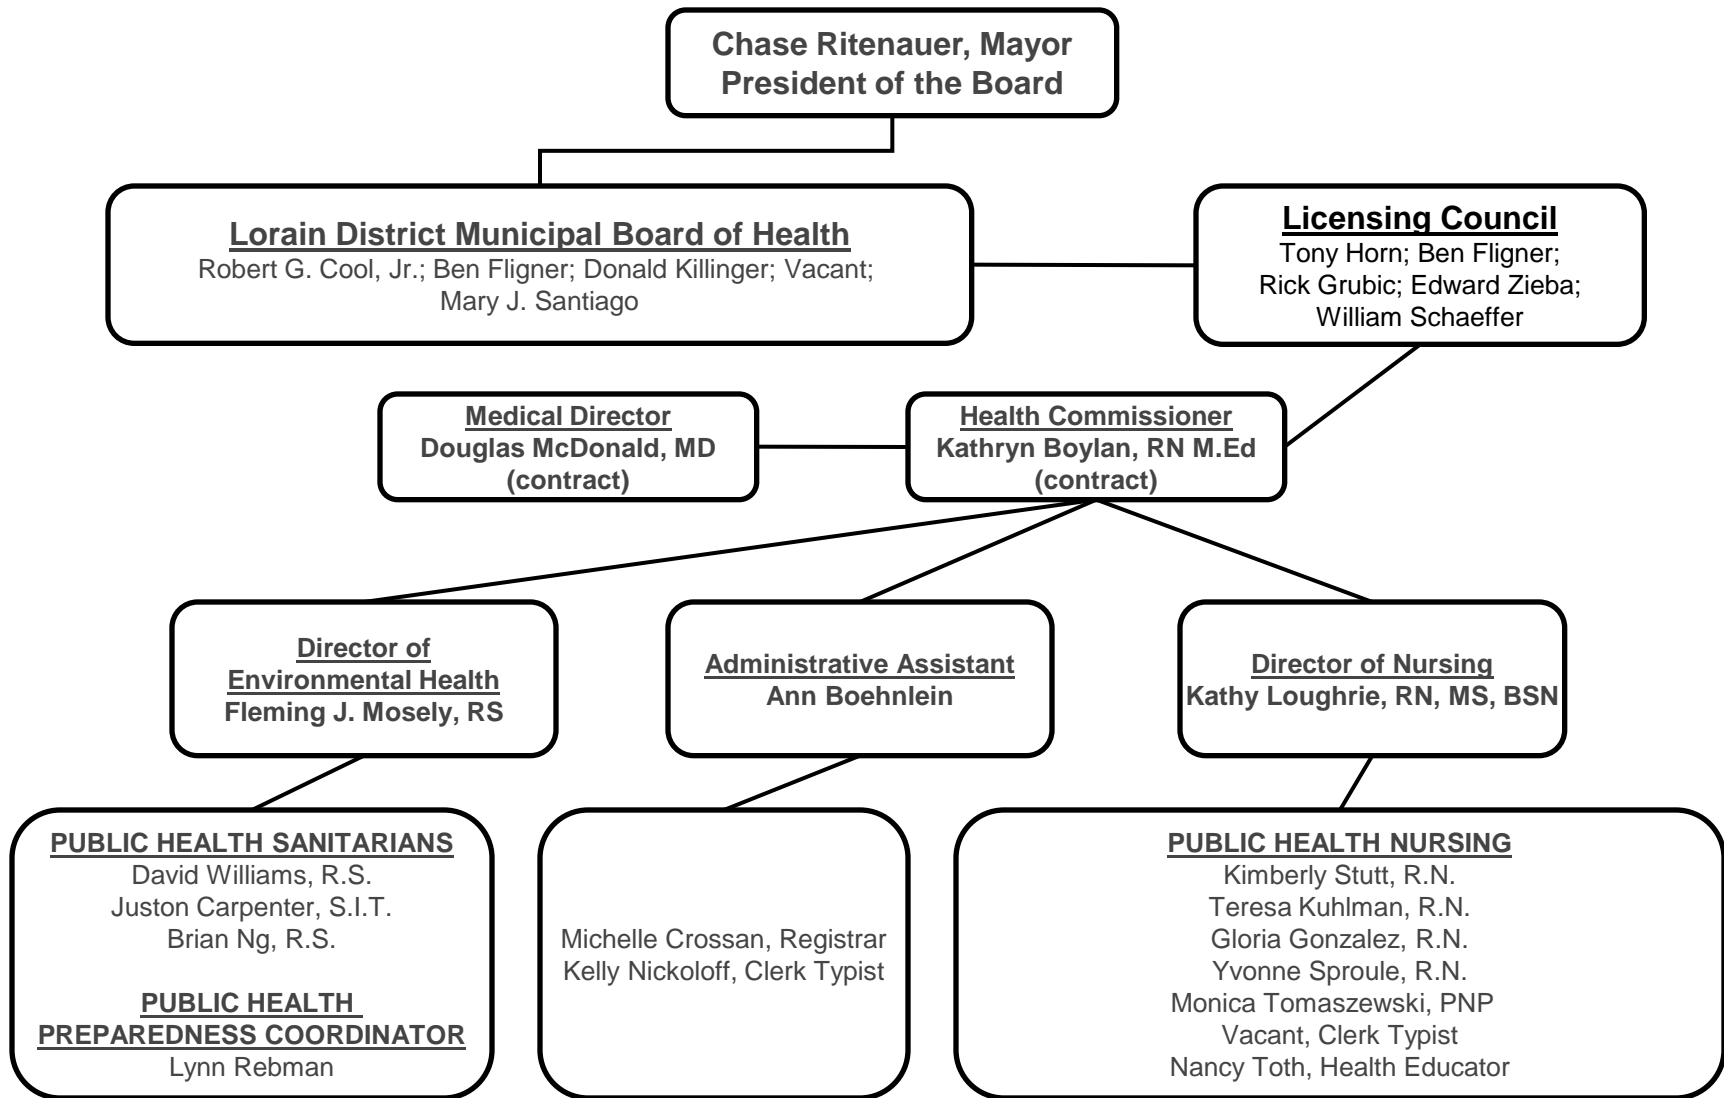 Chase Ritenauer, Mayor
President of the Board
Lorain District Municipal Board of Health
Robert G. Cool, Jr.; Ben Fligner; Donald Killinger; Vacant;
Mary J. Santiago
Licensing Council
Tony Horn; Ben Fligner;
Rick Grubic; Edward Zieba;
William Schaeffer
Medical Director
Douglas McDonald, MD
(contract)
Health Commissioner
Kathryn Boylan, RN M.Ed
(contract)
Director of
Environmental Health
Fleming J. Mosely, RS
Administrative Assistant
Ann Boehnlein
Director of Nursing
Kathy Loughrie, RN, MS, BSN
PUBLIC HEALTH SANITARIANS
David Williams, R.S.
Juston Carpenter, S.I.T.
Brian Ng, R.S.
PUBLIC HEALTH
PREPAREDNESS COORDINATOR
Lynn Rebman
Michelle Crossan, Registrar
Kelly Nickoloff, Clerk Typist
PUBLIC HEALTH NURSING
Kimberly Stutt, R.N.
Teresa Kuhlman, R.N.
Gloria Gonzalez, R.N.
Yvonne Sproule, R.N.
Monica Tomaszewski, PNP
Vacant, Clerk Typist
Nancy Toth, Health Educator